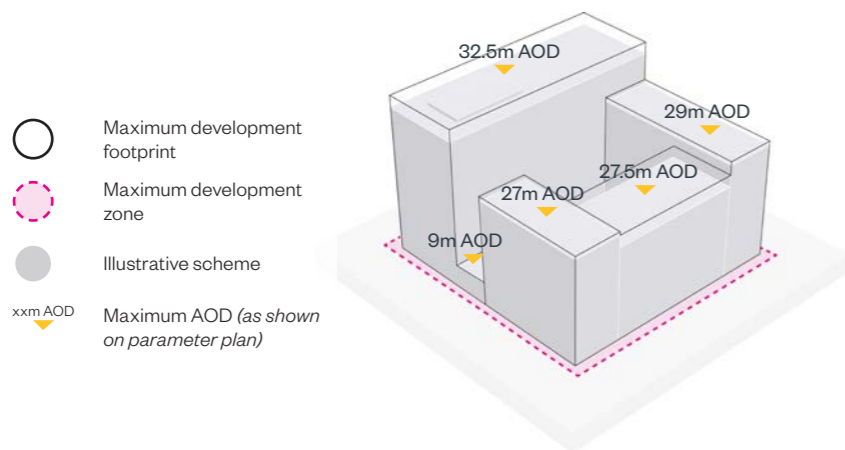 Maximum development
footprint
Maximum development
zone
Illustrative scheme
xxm AOD
Maximum AOD (as shown
on parameter plan)
32.5m AOD
29m AOD
27.5m AOD
27m AOD
9m AOD